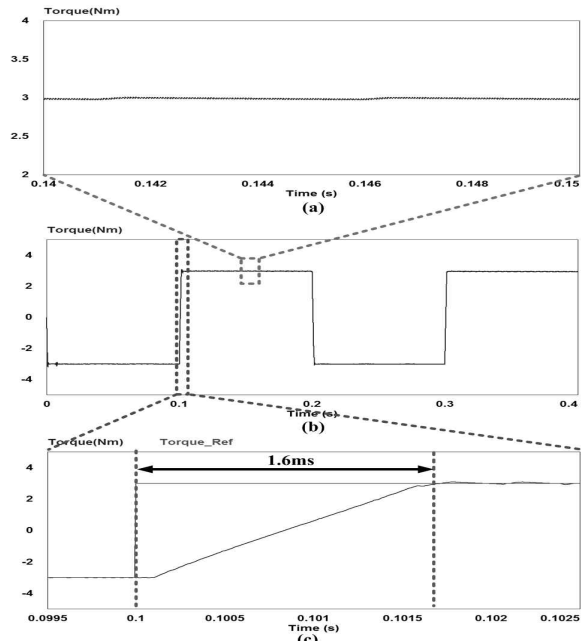 Torque(Nm)
4
3.5
3
2.5
2
0.14 0.142 0.144 0.146 0.148 0.15
Time (s)
(a)
Torque(Nm)
4
2
0
-2
-4
0 0.1 0.2 0.3 0.4
Time (s)
(b)
Torque(Nm) Torque_Ref
1.6ms
4
2
0
-2
-4
0.0995 0.1 0.1005 0.101 0.1015 0.102 0.1025
Time (s)
(c)